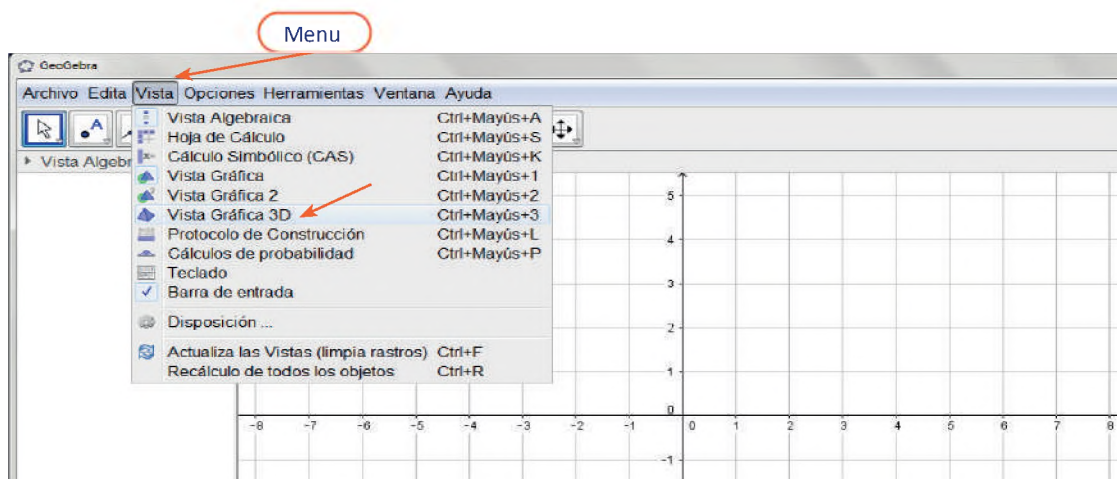 Menu
GeoGebra
Archivo Edita Vista Opciones Herramientas Ventana Ayuda
Vista Algebraica Ctrl+Mayús+A
Hoja de Cálculo Ctrl+Mayús+S
Cálculo Simbólico (CAS) Ctrl+Mayús+K
Vista Algebr
Vista Gráfica Ctrl+Mayús+1
Vista Gráfica 2 Ctrl+Mayús+2
Vista Gráfica 3D Ctrl+Mayús+3
Protocolo de Construcción Ctrl+Mayús+L
Cálculos de probabilidad Ctrl+Mayús+P
Teclado
Barra de entrada
Disposición ...
Actualiza las Vistas (limpia rastros) Ctrl+F
Recálculo de todos los objetos Ctrl+R
5
4
3
2
1
0
-8 -7 -6 -5 -4 -3 -2 -1 0 1 2 3 4 5 6 7 8
-1